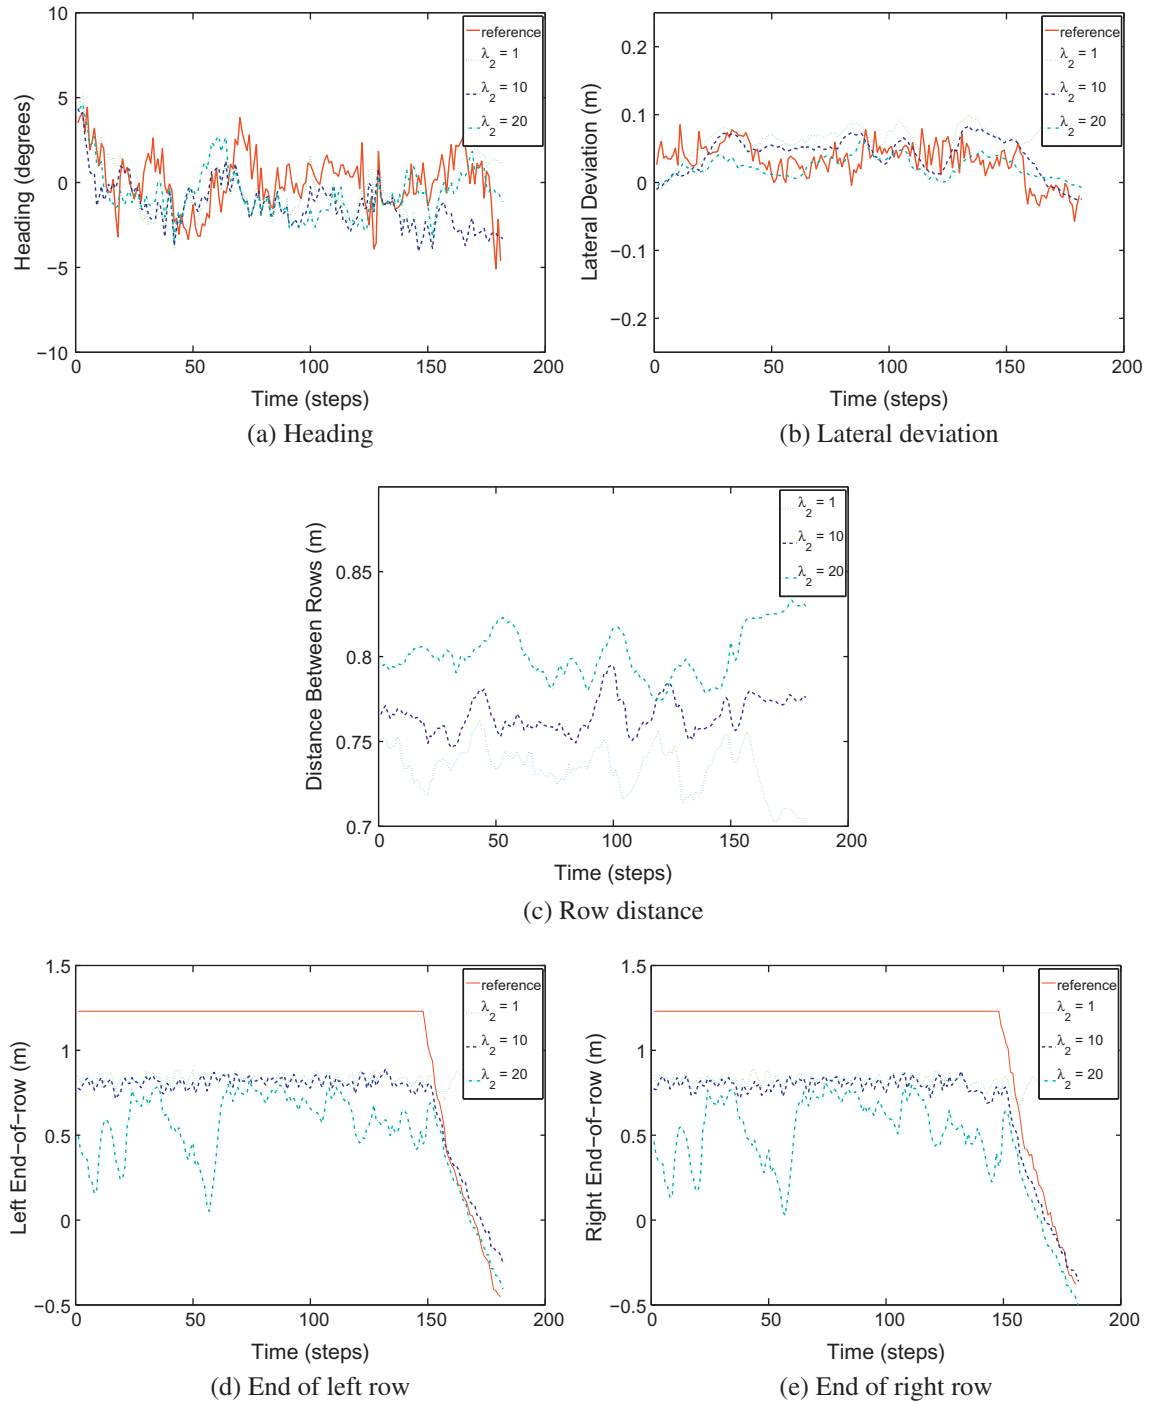 10
5
0
−5
−10
0
50
100
150
200
Heading (degrees)
Time (steps)
reference
λ2 = 1
λ2 = 10
λ2 = 20
(a) Heading
0.2
0.1
0
−0.1
−0.2
0
50
100
150
200
Lateral Deviation (m)
Time (steps)
reference
λ2 = 1
λ2 = 10
λ2 = 20
(b) Lateral deviation
0.85
0.8
0.75
0.7
0
50
100
150
200
Distance Between Rows (m)
Time (steps)
λ2 = 1
λ2 = 10
λ2 = 20
(c) Row distance
1.5
1
0.5
0
−0.5
0
50
100
150
200
Left End−of−row (m)
Time (steps)
reference
λ2 = 1
λ2 = 10
λ2 = 20
(d) End of left row
1.5
1
0.5
0
−0.5
0
50
100
150
200
Right End−of−row (m)
Time (steps)
reference
λ2 = 1
λ2 = 10
λ2 = 20
(e) End of right row